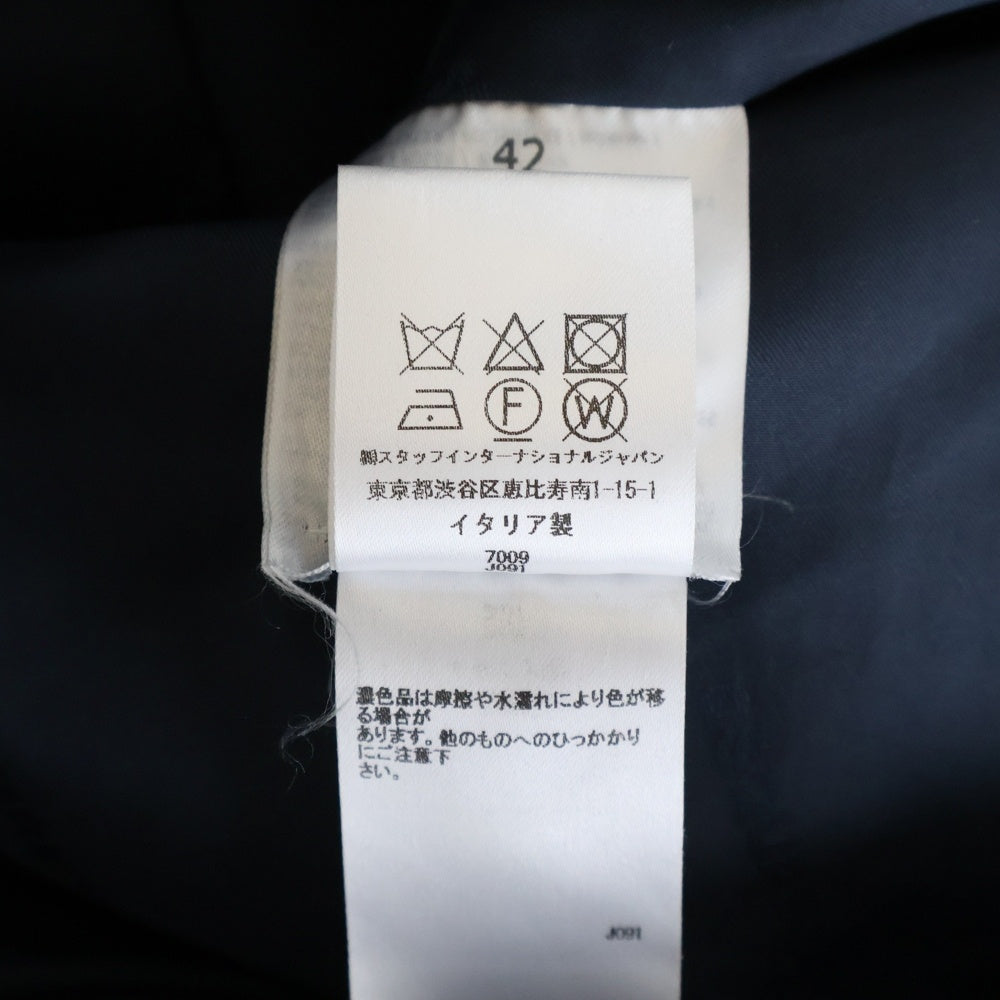 42
F
W
㈱スタッフインターナショナルジャパン
東京都渋谷区恵比寿南1-15-1
イタリア製
7009
J091
濃色品は摩擦や水濡れにより色が移
る場合が
あります。他のものへのひっかかり
にご注意下
さい。
J091